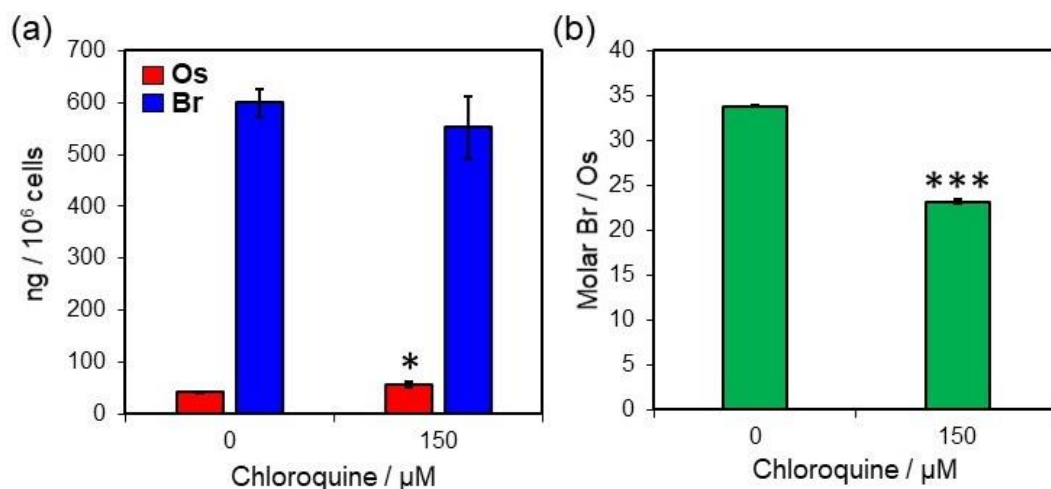 (a)
700
600
500
400
300
200
100
0
ng / 10⁶ cells
Os
Br
*
0
150
Chloroquine / µM
(b)
40
35
30
25
20
15
10
5
0
Molar Br / Os
***
0
150
Chloroquine / µM